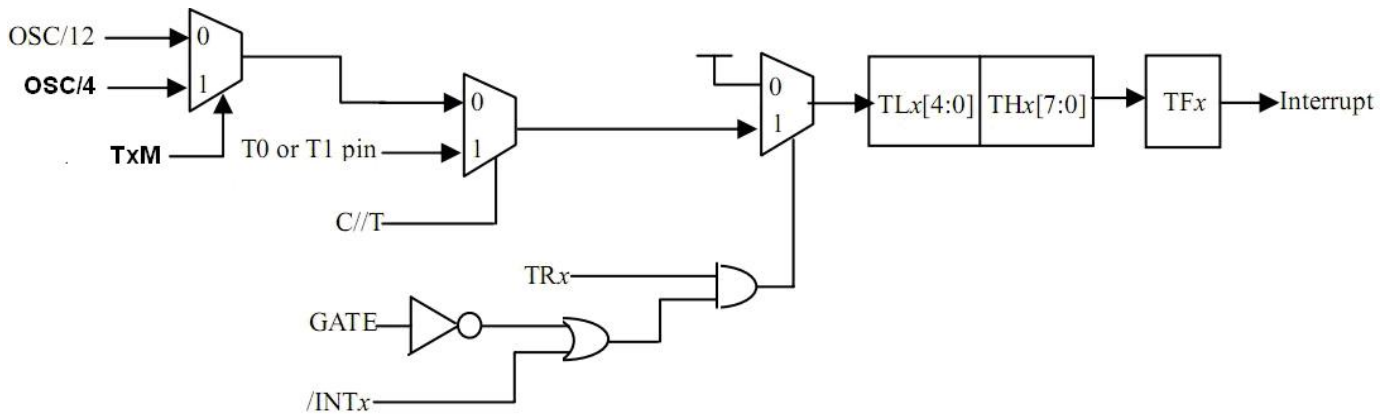 OSC/12
0
OSC/4
1
TxM
0
T0 or T1 pin
1
C//T
0
1
TLx[4:0]
THx[7:0]
TFx
Interrupt
TRx
GATE
/INTx